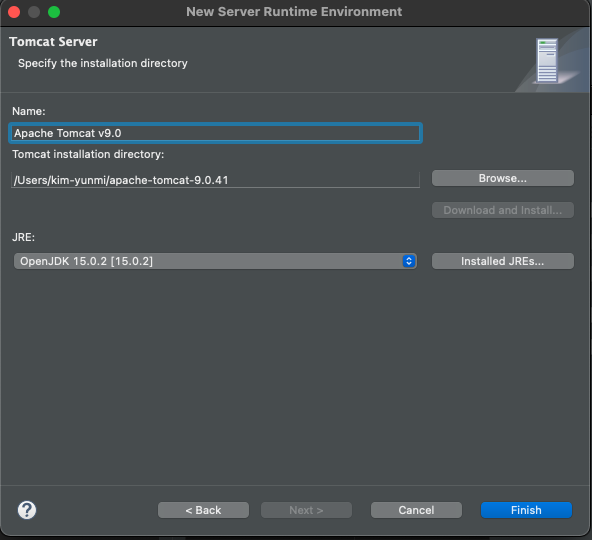 New Server Runtime Environment
Tomcat Server
Specify the installation directory
Name:
Apache Tomcat v9.0
Tomcat installation directory:
/Users/kim-yunmi/apache-tomcat-9.0.41
Browse...
Download and Install...
JRE:
OpenJDK 15.0.2 [15.0.2]
Installed JREs...
?
< Back
Next >
Cancel
Finish